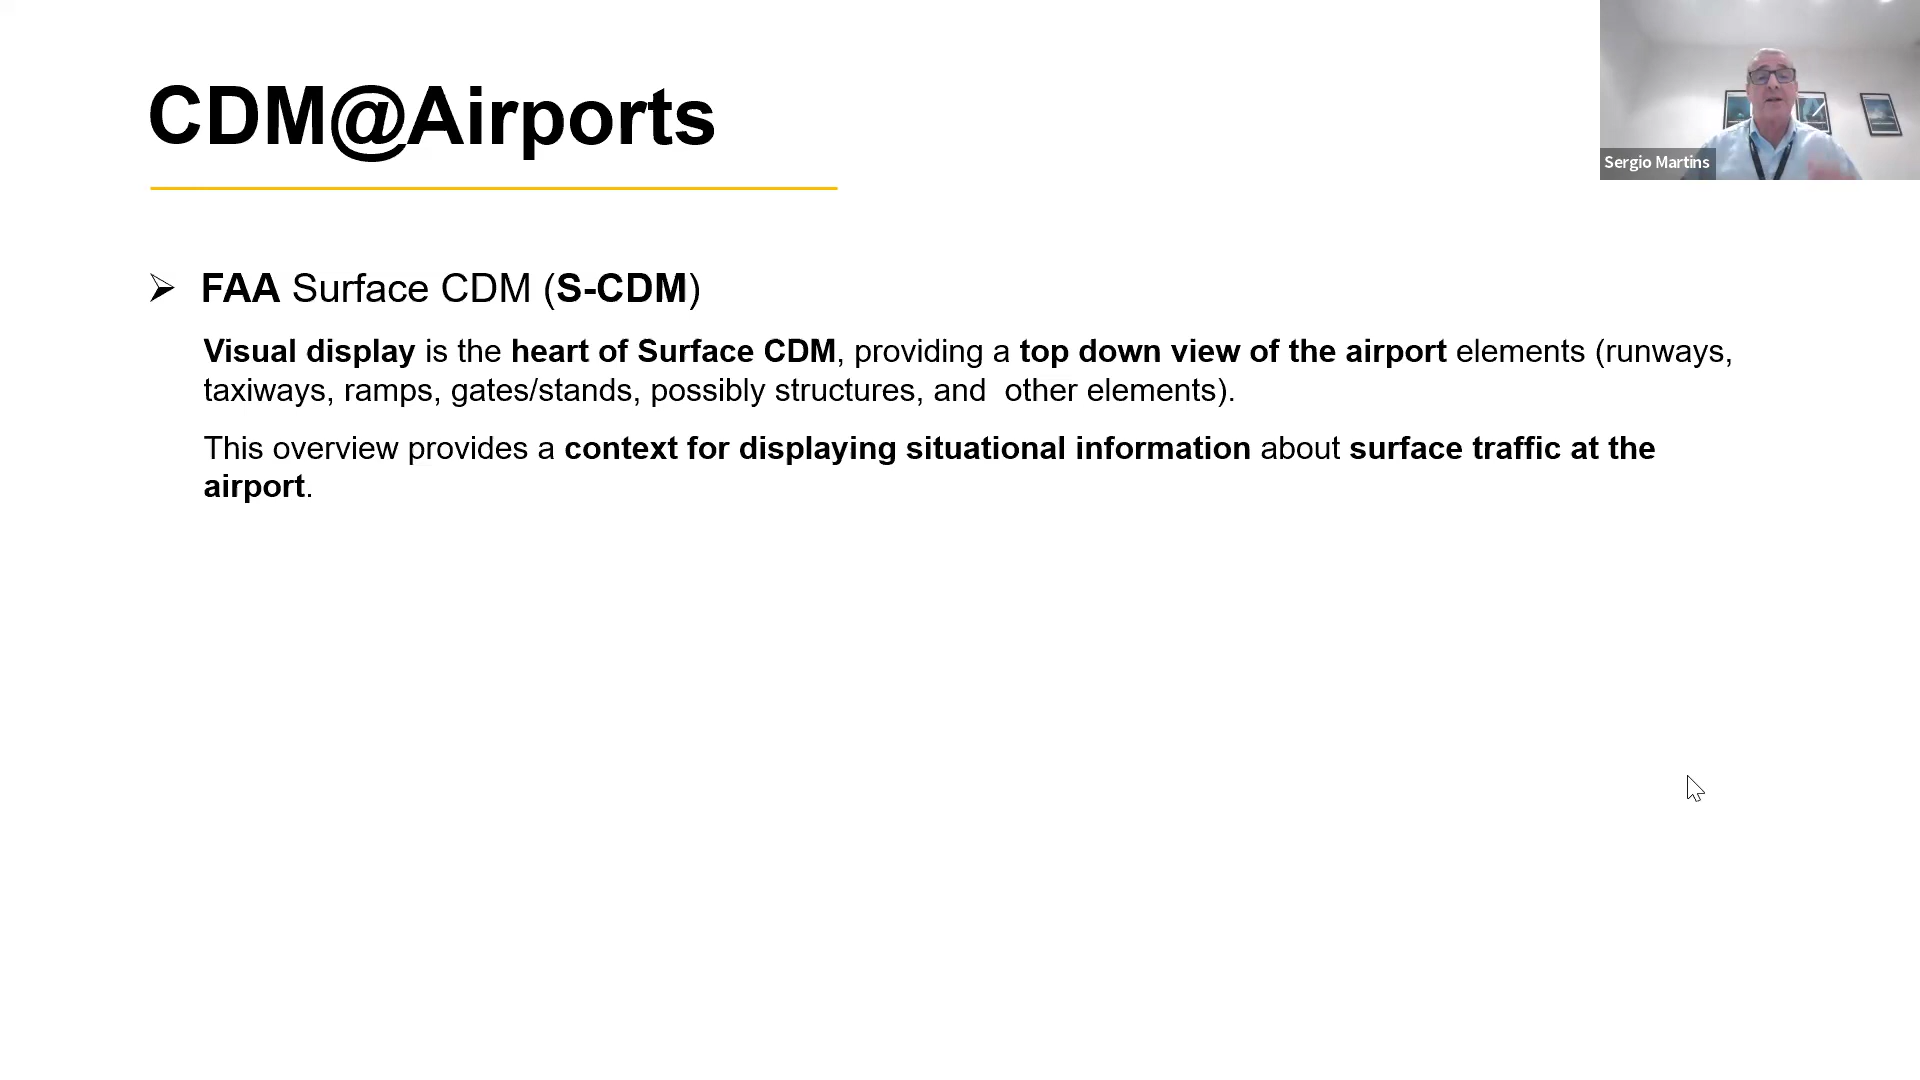 CDM@Airports
Sergio Martins
FAA Surface CDM (S-CDM)
Visual display is the heart of Surface CDM, providing a top down view of the airport elements (runways,
taxiways, ramps, gates/stands, possibly structures, and  other elements).
This overview provides a context for displaying situational information about surface traffic at the
airport.